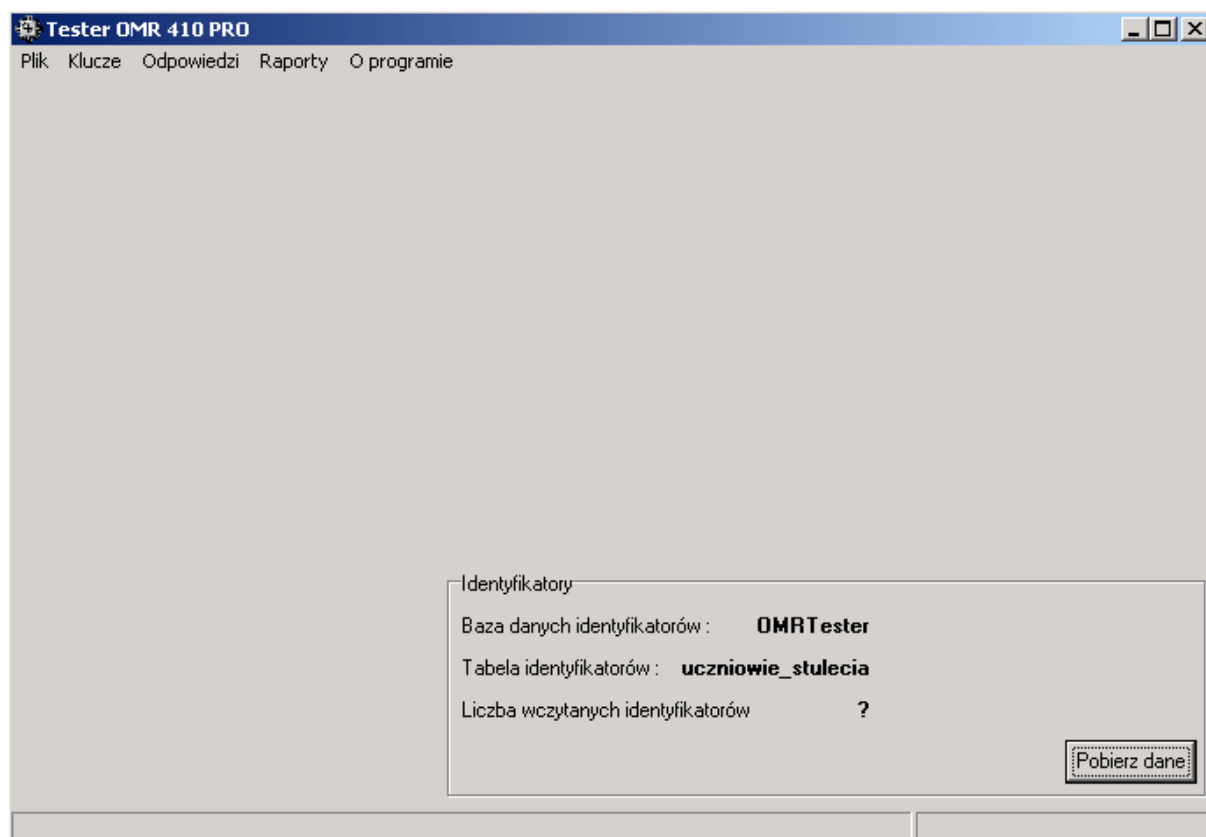 Tester OMR 410 PRO
Plik Klucze Odpowiedzi Raporty O programie
Identyfikatory
Baza danych identyfikatorów : OMRTester
Tabela identyfikatorów : uczniowie_stulecia
Liczba wczytanych identyfikatorów ?
Pobierz dane